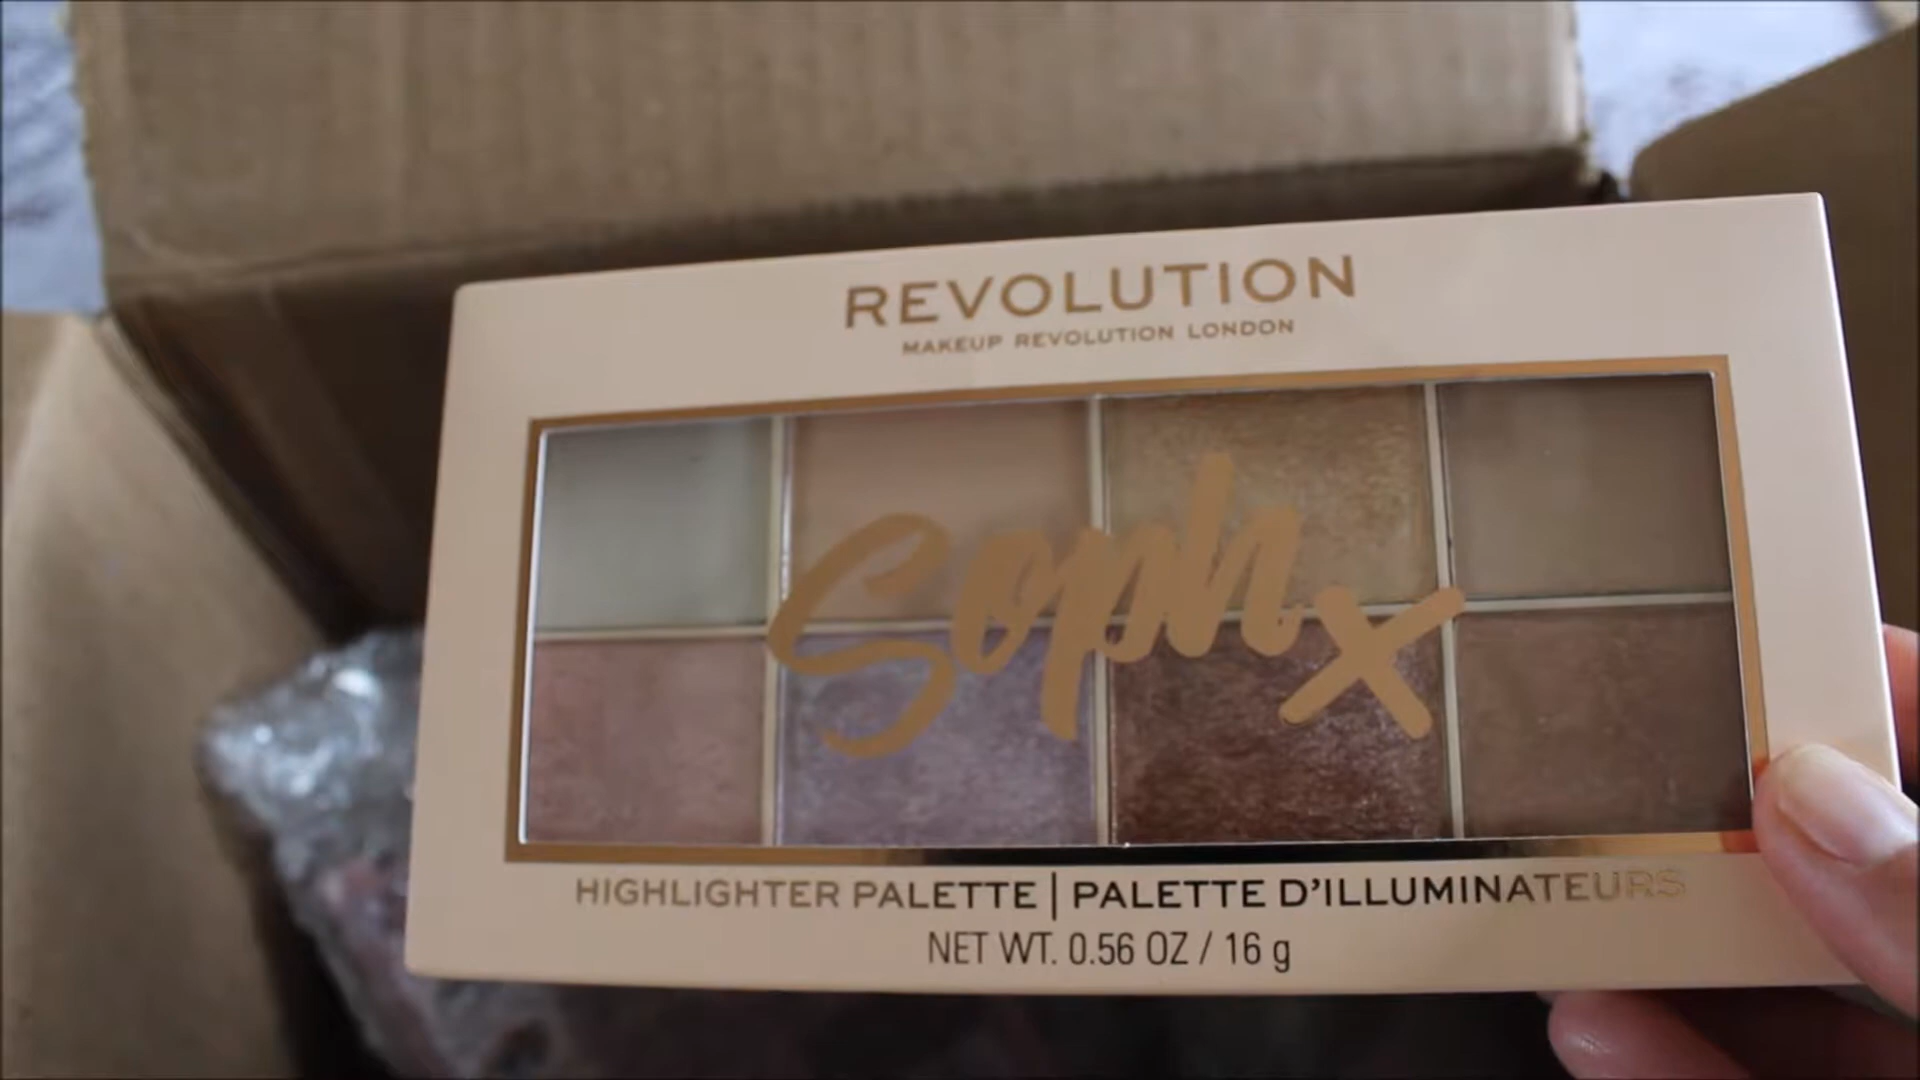 REVOLUTION
MAKEUP REVOLUTION LONDON
Soph X
HIGHLIGHTER PALETTE | PALETTE D'ILLUMINATEURS
NET WT. 0.56 OZ / 16 g